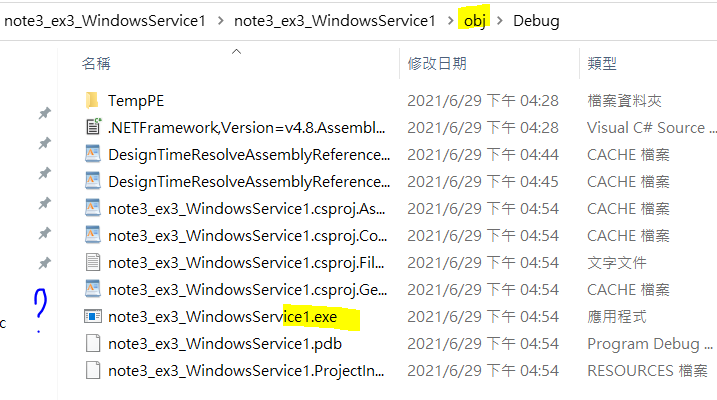 note3_ex3_WindowsService1 > note3_ex3_WindowsService1 > obj > Debug
名稱 修改日期 類型
TempPE 2021/6/29 下午 04:28 檔案資料夾
.NETFramework,Version=v4.8.Assembl... 2021/6/29 下午 04:28 Visual C# Source ...
DesignTimeResolveAssemblyReference... 2021/6/29 下午 04:44 CACHE 檔案
DesignTimeResolveAssemblyReference... 2021/6/29 下午 04:45 CACHE 檔案
note3_ex3_WindowsService1.csproj.As... 2021/6/29 下午 04:54 CACHE 檔案
note3_ex3_WindowsService1.csproj.Co... 2021/6/29 下午 04:54 CACHE 檔案
note3_ex3_WindowsService1.csproj.Fil... 2021/6/29 下午 04:54 文字文件
note3_ex3_WindowsService1.csproj.Ge... 2021/6/29 下午 04:54 CACHE 檔案
c ? note3_ex3_WindowsService1.exe 2021/6/29 下午 04:54 應用程式
note3_ex3_WindowsService1.pdb 2021/6/29 下午 04:54 Program Debug ...
note3_ex3_WindowsService1.ProjectIn... 2021/6/29 下午 04:54 RESOURCES 檔案